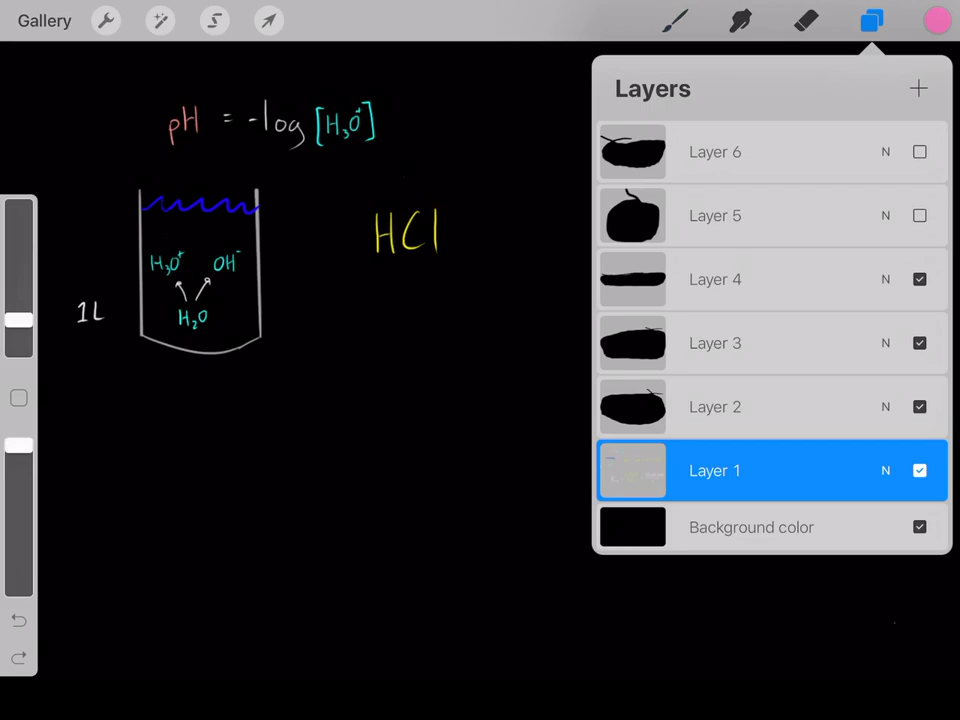 Gallery
Layers
pH = -log [H₃O⁺]
Layer 6 N
Layer 5 N
HCl
H₃O⁺ OH⁻
Layer 4 N
1L
H₂O
Layer 3 N
Layer 2 N
Layer 1 N
Background color